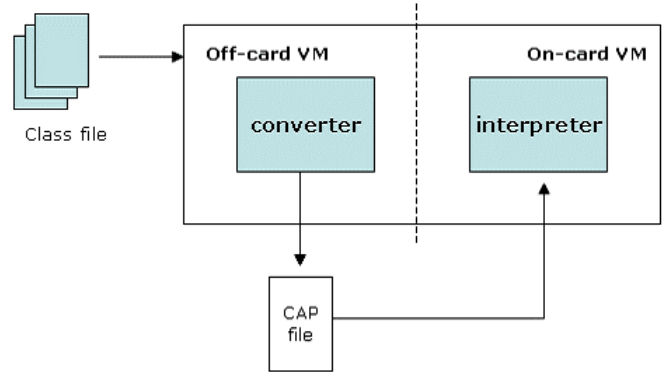 Off-card VM
On-card VM
converter
interpreter
Class file
CAP
file